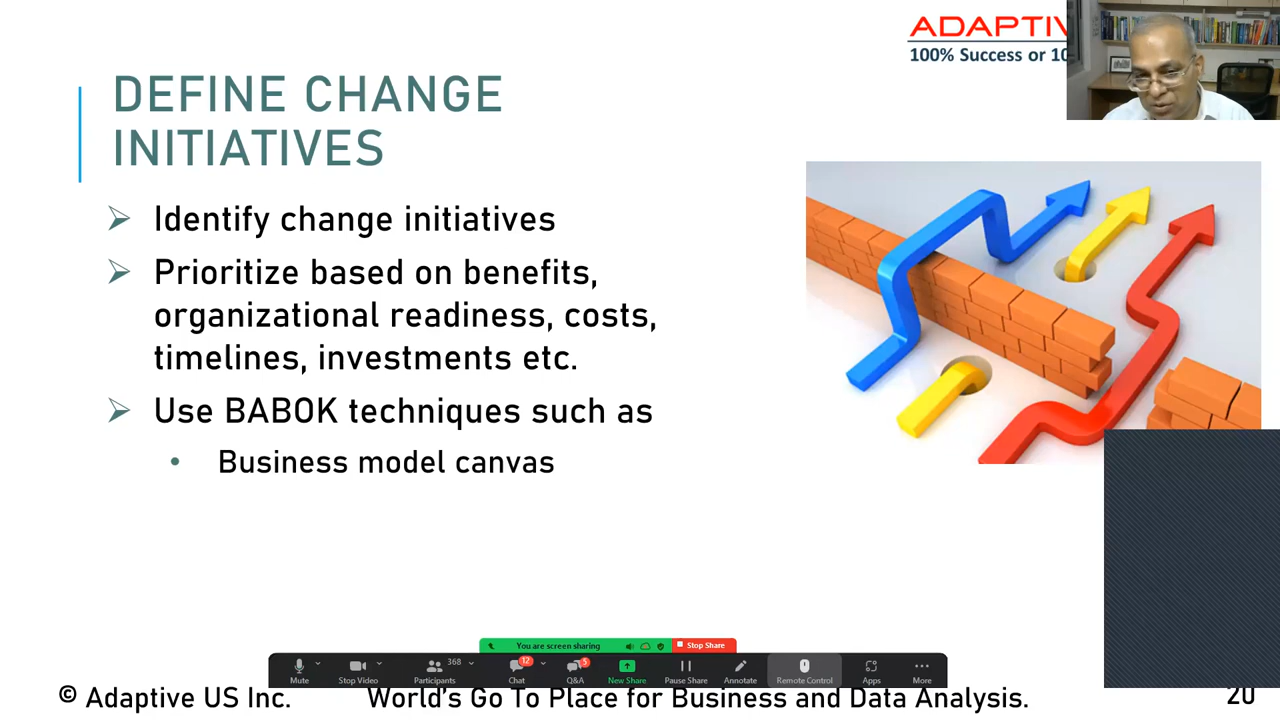 ADAPTIV
100% Success or 10
DEFINE CHANGE
INITIATIVES
Identify change initiatives
Prioritize based on benefits,
organizational readiness, costs,
timelines, investments etc.
Use BABOK techniques such as
• Business model canvas
You are screen sharing
Stop Share
Mute
Stop Video
Participants
368
Chat
12
Q&A
5
New Share
Pause Share
Annotate
Remote Control
Apps
More
© Adaptive US Inc.
World's Go To Place for Business and Data Analysis.
20